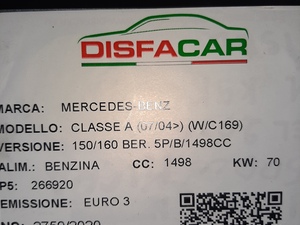 DISFACAR
MARCA: MERCEDES-BENZ
MODELLO: CLASSE A (07/04>) (W/C169)
VERSIONE: 150/160 BER. 5P/B/1498CC
ALIM.: BENZINA CC: 1498 KW: 70
P5: 266920
EMISSIONE: EURO 3